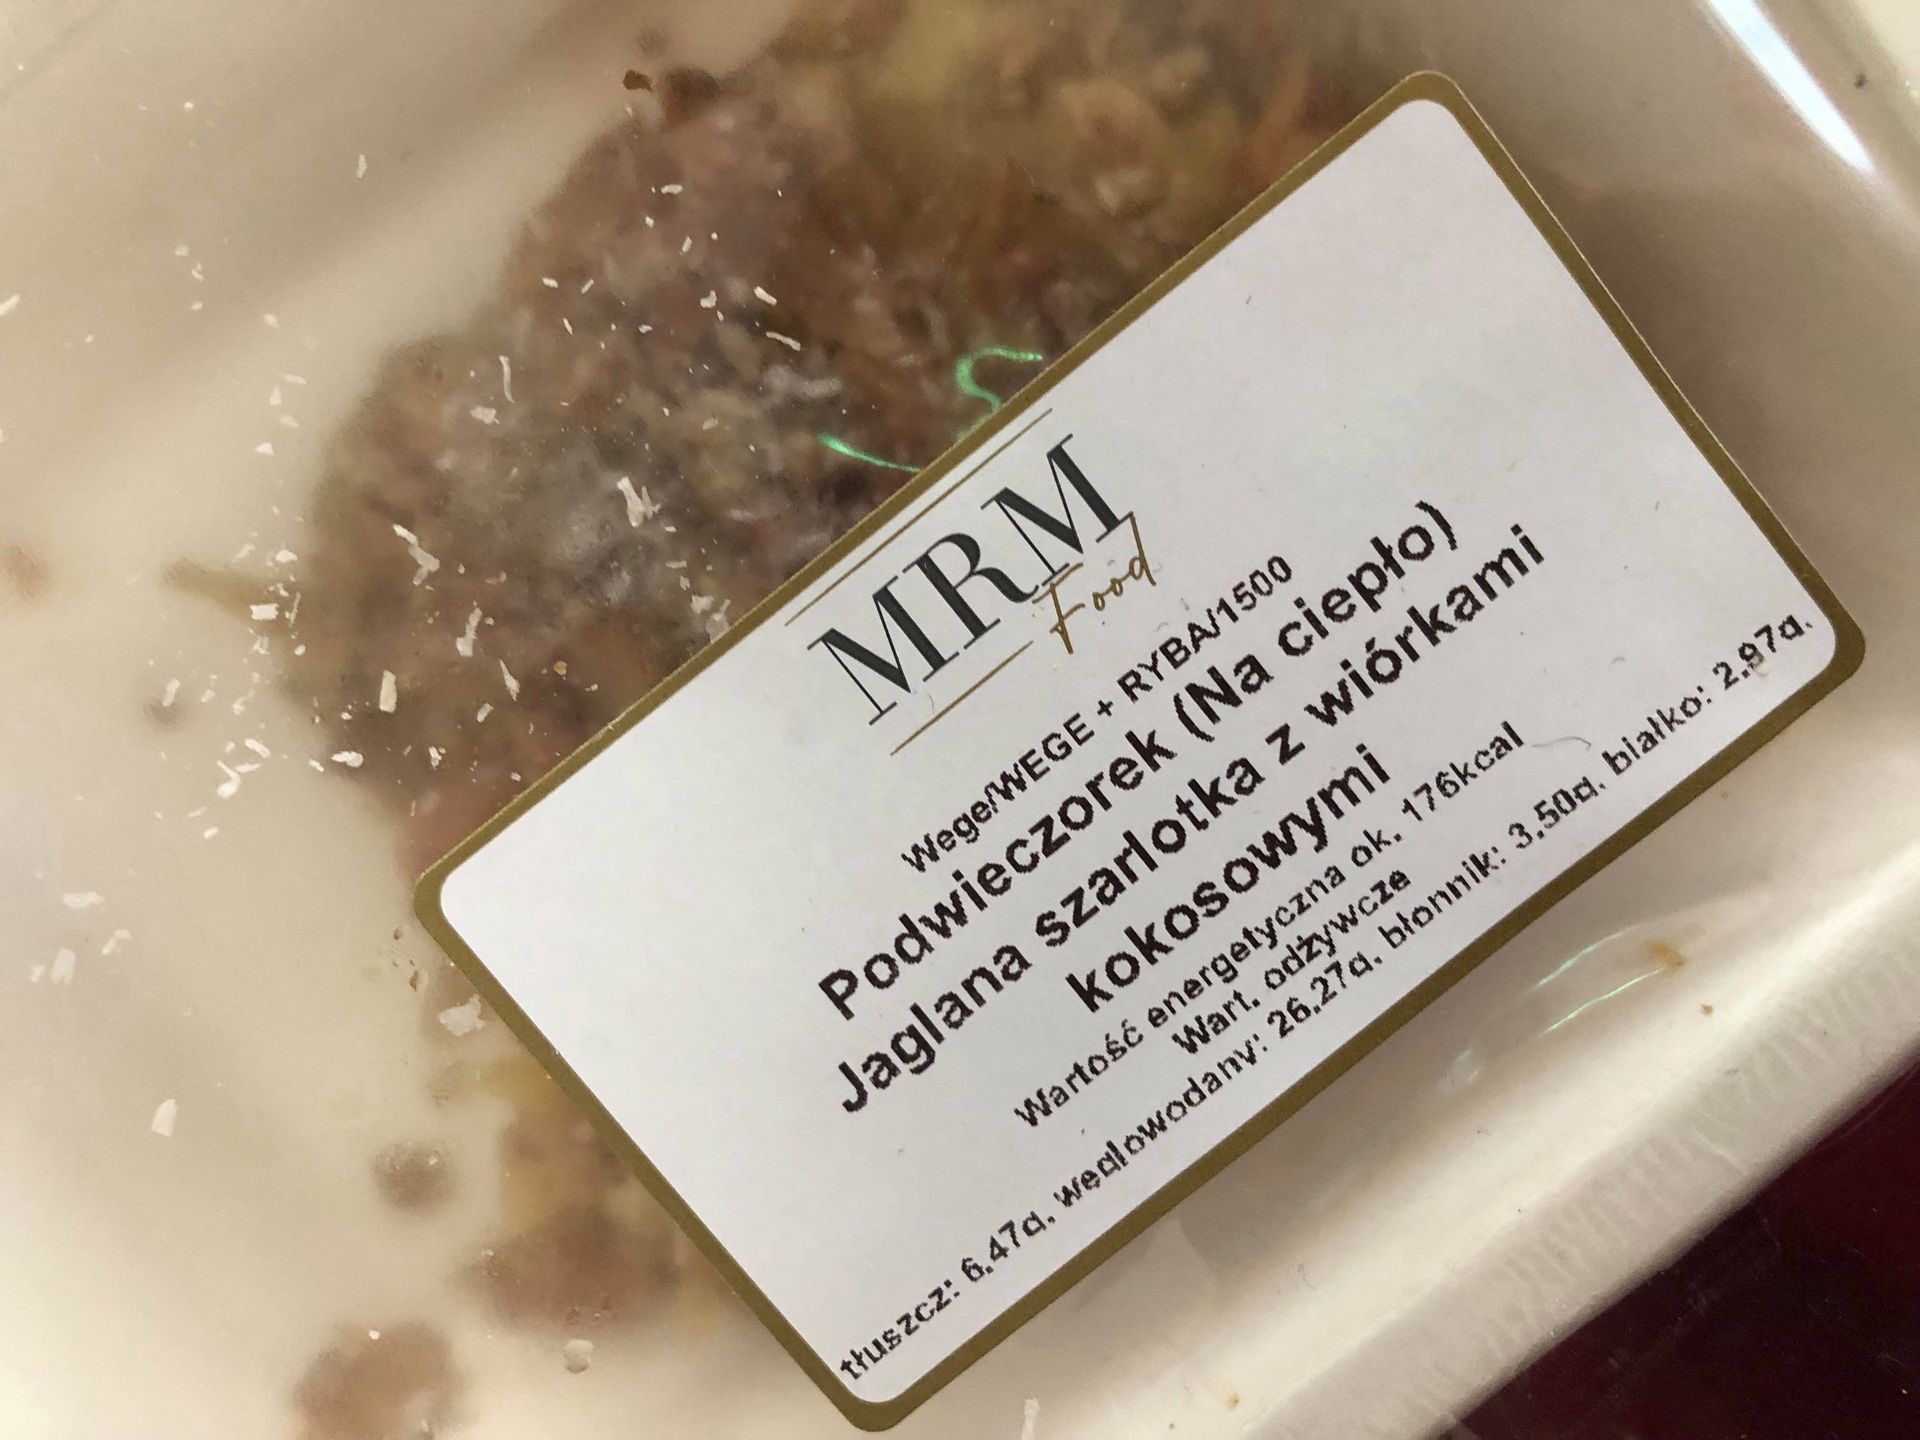 MRM
Food
Wege/WEGE + RYBA/1500
Podwieczorek (Na ciepło)
Jaglana szarlotka z wiórkami
kokosowymi
Wartość energetyczna ok. 176kcal
Wart. odżywcze
tłuszcz: 6.47g, węglowodany: 26.27g, błonnik: 3.50g, białko: 2.97g,